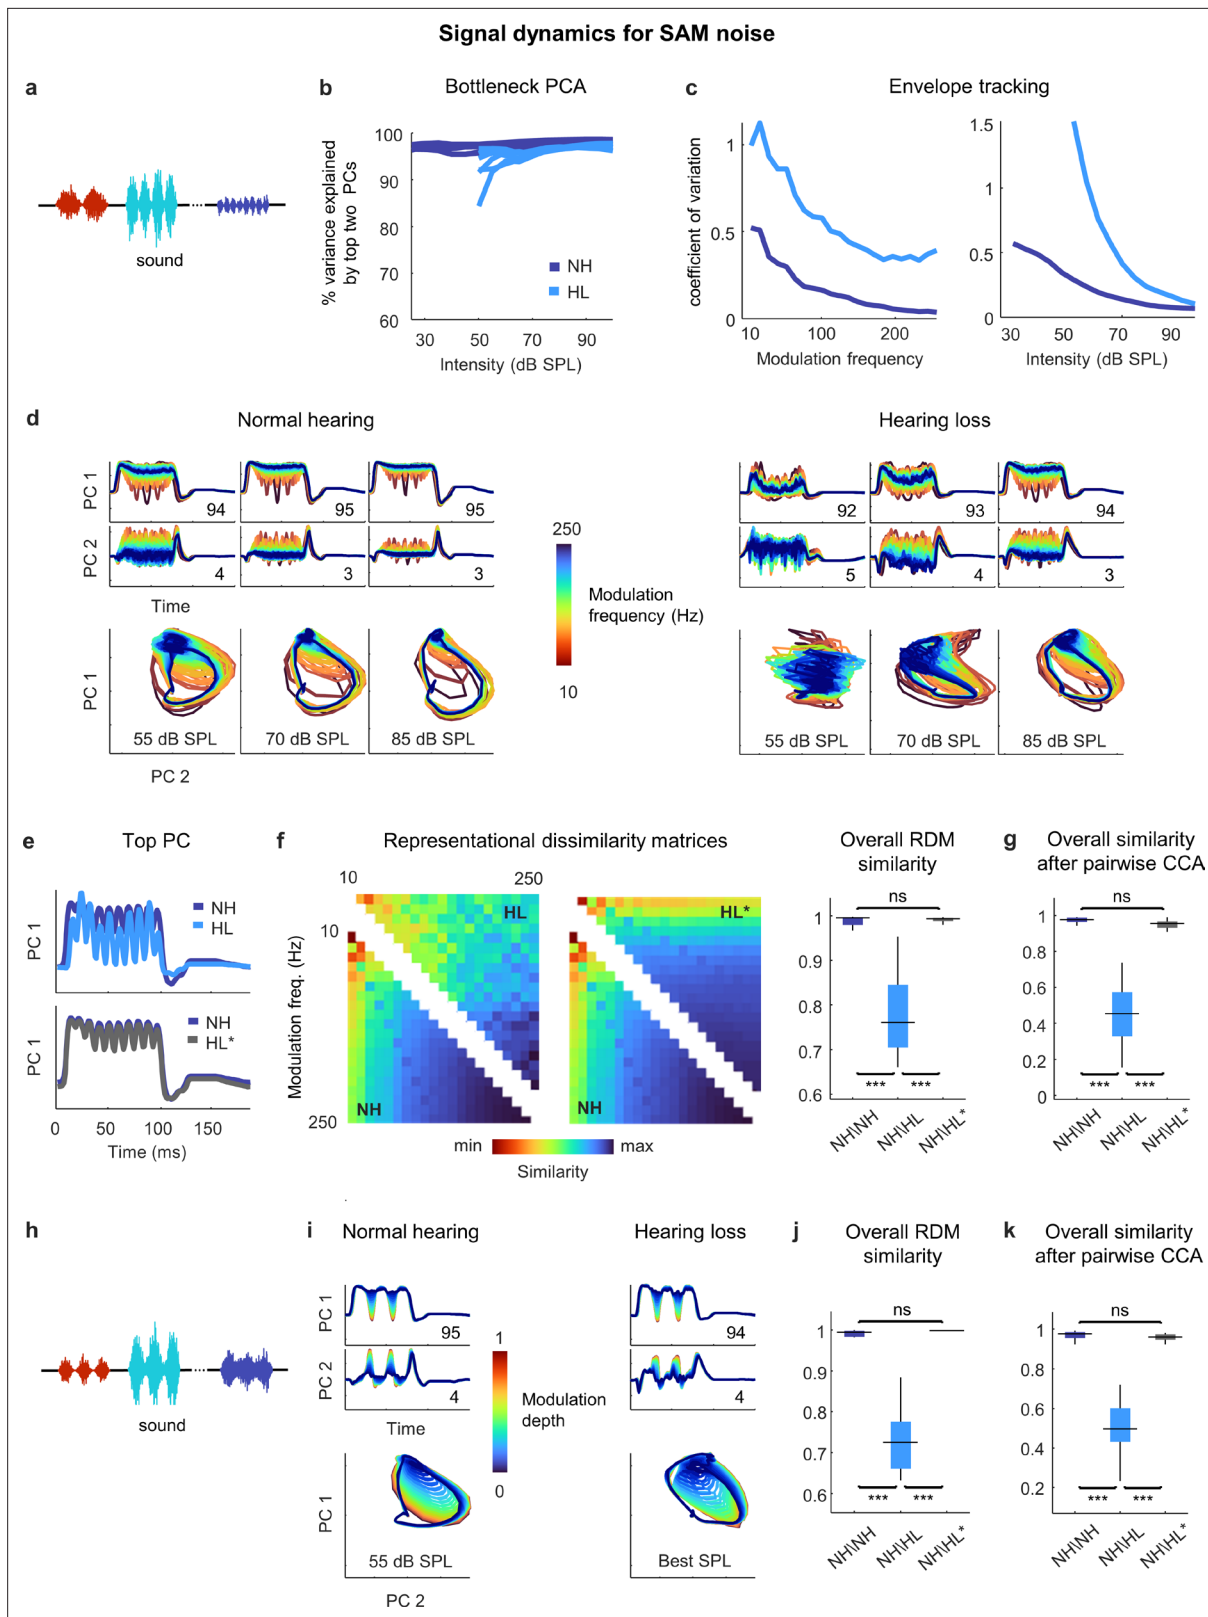 Signal dynamics for SAM noise
a
sound
b
Bottleneck PCA
% variance explained
by top two PCs
100
90
80
70
60
30
50
70
90
Intensity (dB SPL)
NH
HL
c
Envelope tracking
coefficient of variation
1
0.5
0
10
100
200
Modulation frequency
1.5
1
0.5
0
30
50
70
90
Intensity (dB SPL)
d
Normal hearing
Hearing loss
PC 1
94
95
95
PC 2
4
3
3
Time
PC 1
55 dB SPL
70 dB SPL
85 dB SPL
PC 2
250
Modulation
frequency (Hz)
10
92
93
94
5
4
3
55 dB SPL
70 dB SPL
85 dB SPL
e
Top PC
PC 1
NH
HL
PC 1
NH
HL*
0
50
100
150
Time (ms)
f
Representational dissimilarity matrices
10
250
HL
HL*
10
Modulation freq. (Hz)
NH
NH
250
min
max
Similarity
Overall RDM
similarity
ns
1
0.9
0.8
0.7
0.6
***
***
NH\NH
NH\HL
NH\HL*
g
Overall similarity
after pairwise CCA
ns
1
0.8
0.6
0.4
0.2
0
***
***
NH\NH
NH\HL
NH\HL*
h
sound
i
Normal hearing
Hearing loss
PC 1
95
PC 2
4
Time
PC 1
55 dB SPL
PC 2
1
Modulation
depth
0
94
4
Best SPL
j
Overall RDM
similarity
ns
1
0.9
0.8
0.7
0.6
***
***
NH\NH
NH\HL
NH\HL*
k
Overall similarity
after pairwise CCA
ns
1
0.8
0.6
0.4
0.2
***
***
NH\NH
NH\HL
NH\HL*